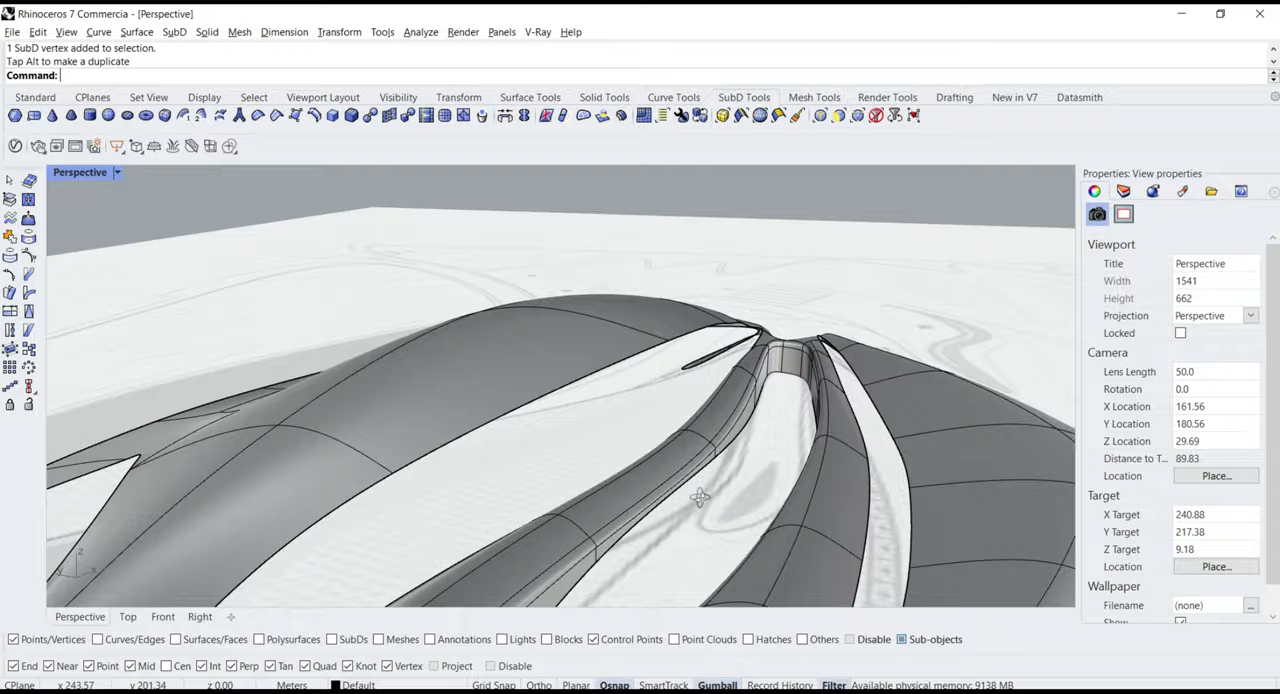 Rhinoceros 7 Commercia - [Perspective]
File Edit View Curve Surface SubD Solid Mesh Dimension Transform Tools Analyze Render Panels V-Ray Help
1 SubD vertex added to selection.
Tap Alt to make a duplicate
Command:
Standard CPlanes Set View Display Select Viewport Layout Visibility Transform Surface Tools Solid Tools Curve Tools SubD Tools Mesh Tools Render Tools Drafting New in V7 Datasmith
Perspective
Properties: View properties
Viewport
Title Perspective
Width 1541
Height 662
Projection Perspective
Locked
Camera
Lens Length 50.0
Rotation 0.0
X Location 161.56
Y Location 180.56
Z Location 29.69
Distance to T... 89.83
Location Place...
Target
X Target 240.88
Y Target 217.38
Z Target 9.18
Location Place...
Wallpaper
Filename (none) ...
Show
z
y x
Perspective Top Front Right
Points/Vertices Curves/Edges Surfaces/Faces Polysurfaces SubDs Meshes Annotations Lights Blocks Control Points Point Clouds Hatches Others Disable Sub-objects
End Near Point Mid Cen Int Perp Tan Quad Knot Vertex Project Disable
CPlane x 243.57 y 201.34 z 0.00 Meters Default Grid Snap Ortho Planar Osnap SmartTrack Gumball Record History Filter Available physical memory: 9138 MB